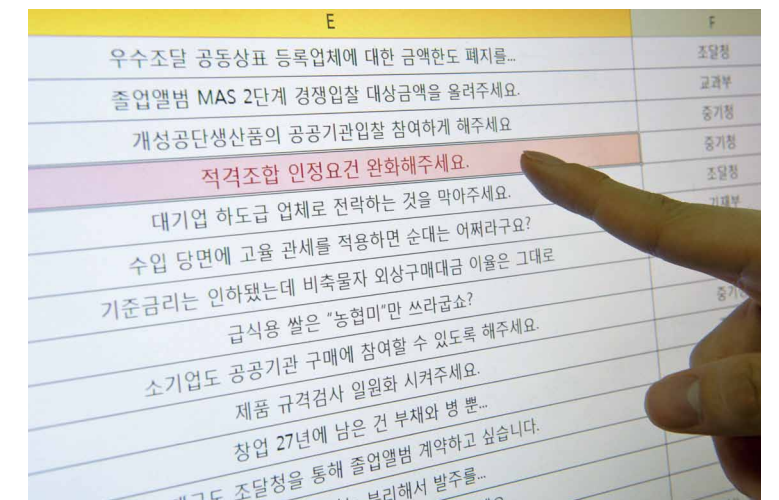 E F
우수조달 공동상표 등록업체에 대한 금액한도 폐지를... 조달청
졸업앨범 MAS 2단계 경쟁입찰 대상금액을 올려주세요. 교과부
개성공단생산품의 공공기관입찰 참여하게 해주세요 중기청
적격조합 인정요건 완화해주세요. 중기청
대기업 하도급 업체로 전락하는 것을 막아주세요. 조달청
수입 당면에 고율 관세를 적용하면 순대는 어쩌라구요? 기재부
기준금리는 인하됐는데 비축물자 외상구매대금 이율은 그대로
급식용 쌀은 "농협미"만 쓰라굽쇼? 중기
소기업도 공공기관 구매에 참여할 수 있도록 해주세요.
제품 규격검사 일원화 시켜주세요.
창업 27년에 남은 건 부채와 병 뿐...
조달청을 통해 졸업앨범 계약하고 싶습니다.
분리해서 발주를...